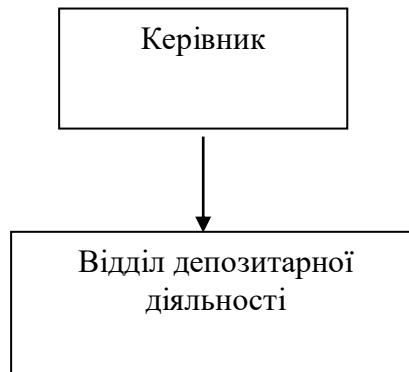 Керівник
Відділ депозитарної
діяльності